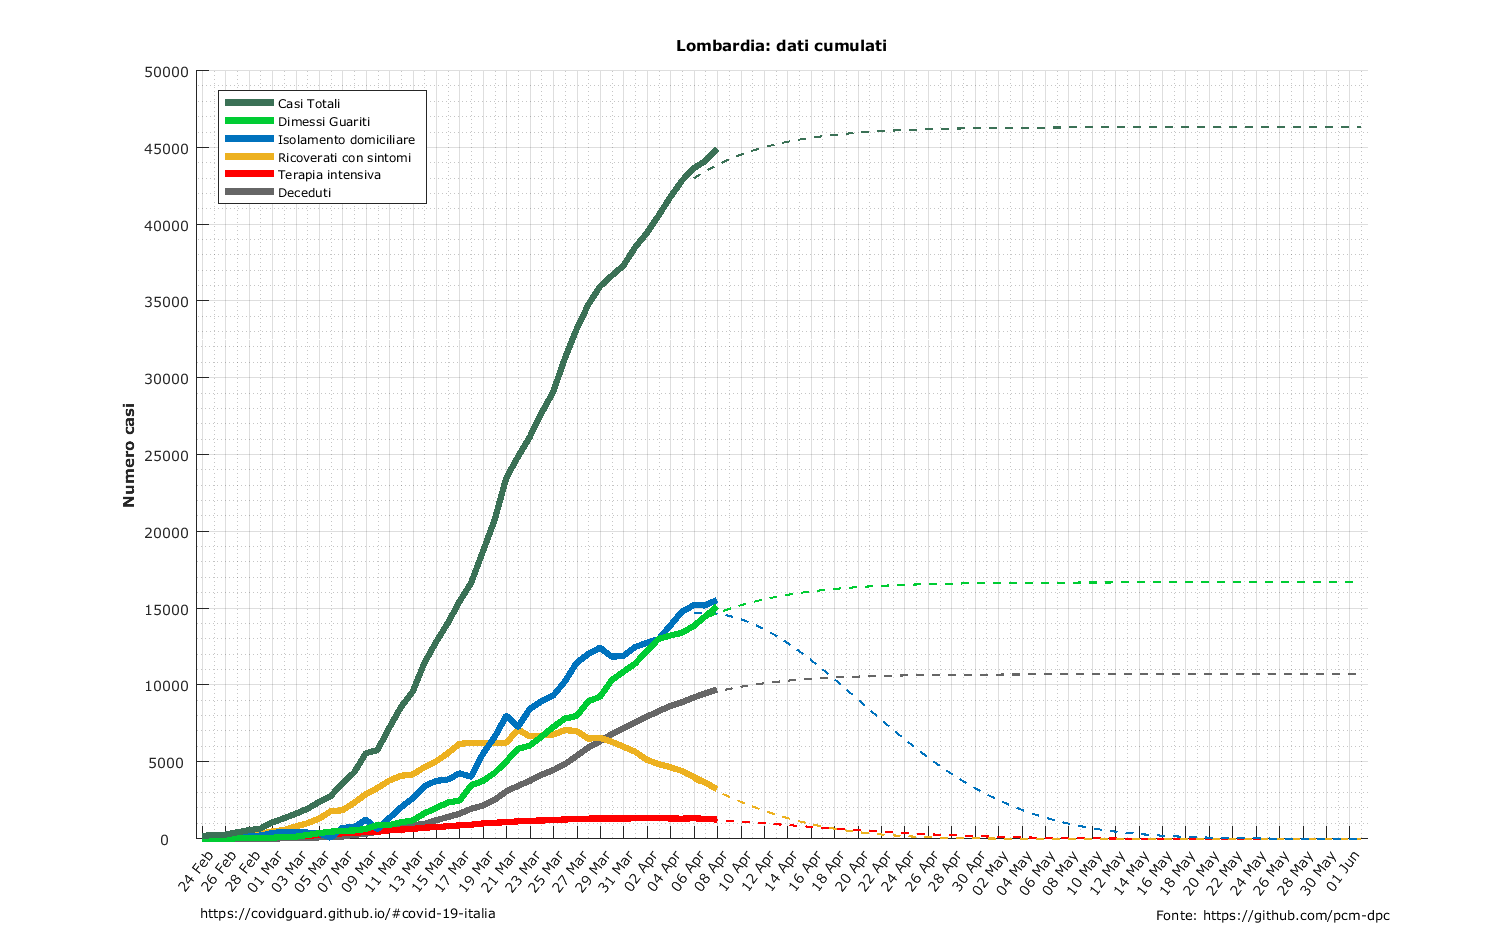 Lombardia: dati cumulati
50000
45000
40000
35000
30000
25000
20000
15000
10000
5000
0
Numero casi
Casi Totali
Dimessi Guariti
Isolamento domiciliare
Ricoverati con sintomi
Terapia intensiva
Deceduti
24 Feb
26 Feb
28 Feb
01 Mar
03 Mar
05 Mar
07 Mar
09 Mar
11 Mar
13 Mar
15 Mar
17 Mar
19 Mar
21 Mar
23 Mar
25 Mar
27 Mar
29 Mar
31 Mar
02 Apr
04 Apr
06 Apr
08 Apr
10 Apr
12 Apr
14 Apr
16 Apr
18 Apr
20 Apr
22 Apr
24 Apr
26 Apr
28 Apr
30 Apr
02 May
04 May
06 May
08 May
10 May
12 May
14 May
16 May
18 May
20 May
22 May
24 May
26 May
28 May
30 May
01 Jun
https://covidguard.github.io/#covid-19-italia
Fonte: https://github.com/pcm-dpc